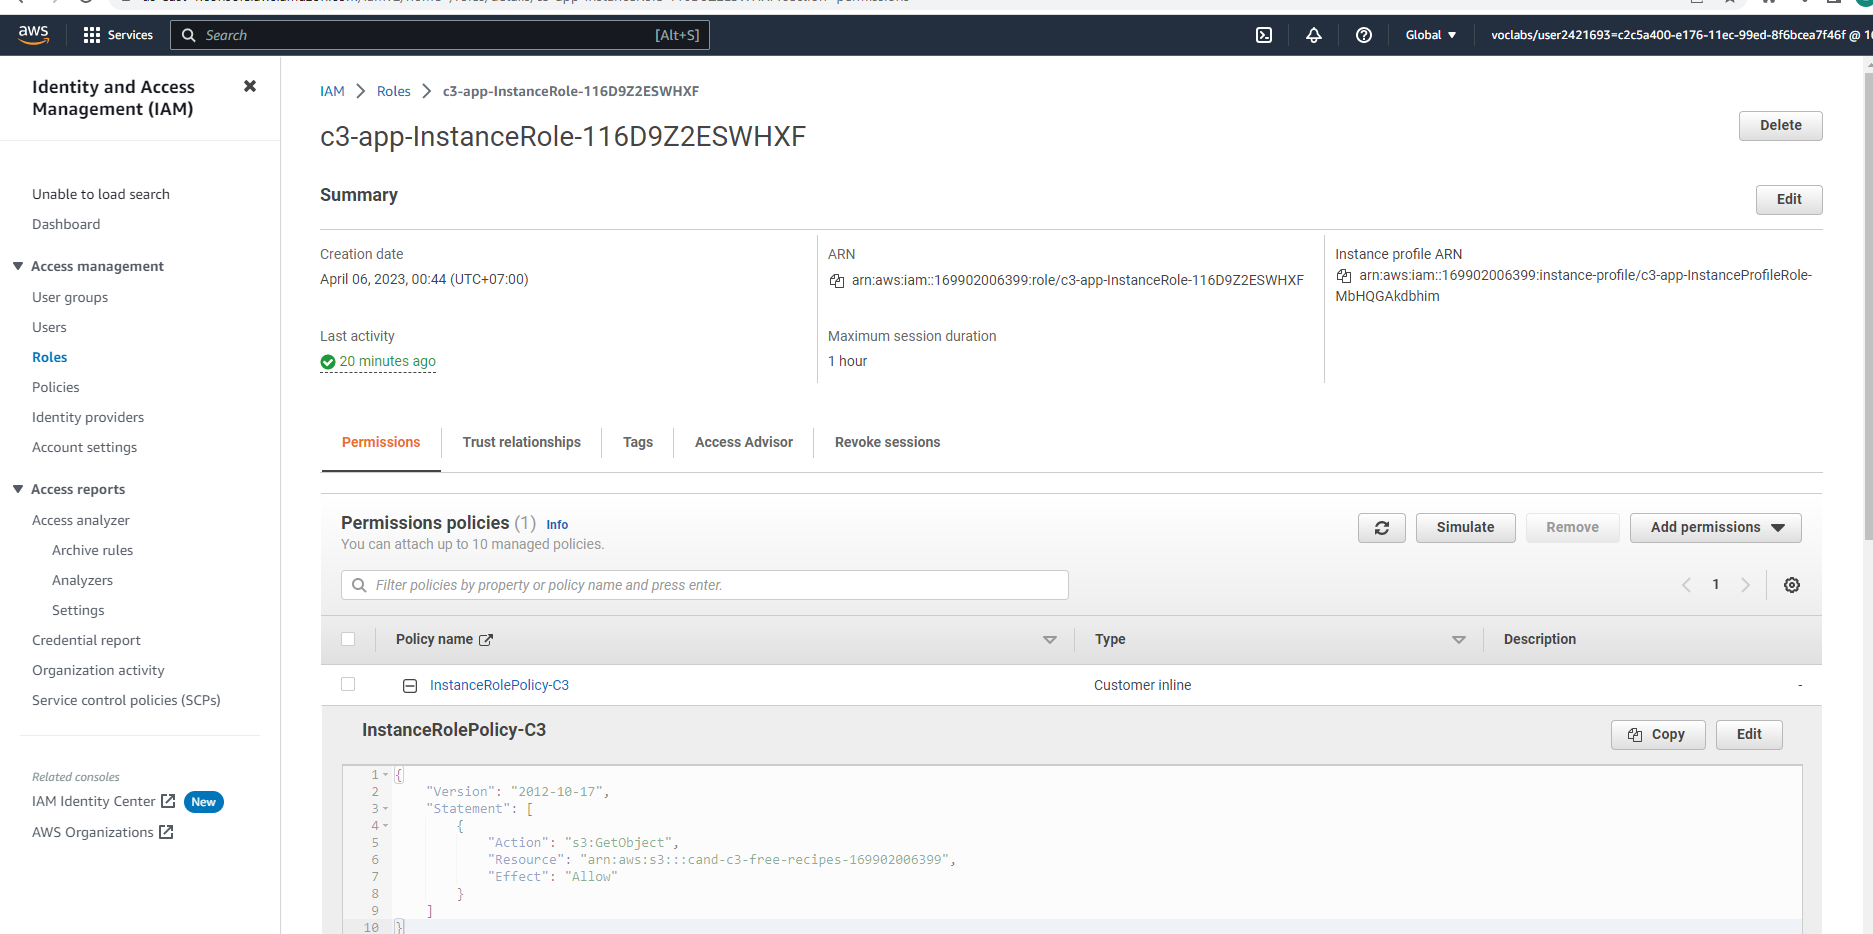 aws
Services
Search
[Alt+S]
Global
voclabs/user2421693=c2c5a400-e176-11ec-99ed-8f6bcea7f46f @
Identity and Access
Management (IAM)
Unable to load search
Dashboard
Access management
User groups
Users
Roles
Policies
Identity providers
Account settings
Access reports
Access analyzer
Archive rules
Analyzers
Settings
Credential report
Organization activity
Service control policies (SCPs)
Related consoles
IAM Identity Center New
AWS Organizations
IAM > Roles > c3-app-InstanceRole-116D9Z2ESWHXF
c3-app-InstanceRole-116D9Z2ESWHXF
Delete
Summary
Edit
Creation date
April 06, 2023, 00:44 (UTC+07:00)
ARN
arn:aws:iam::169902006399:role/c3-app-InstanceRole-116D9Z2ESWHXF
Instance profile ARN
arn:aws:iam::169902006399:instance-profile/c3-app-InstanceProfileRole-
MbHQGAkdbhim
Last activity
20 minutes ago
Maximum session duration
1 hour
Permissions
Trust relationships
Tags
Access Advisor
Revoke sessions
Permissions policies (1) Info
You can attach up to 10 managed policies.
Simulate
Remove
Add permissions
Filter policies by property or policy name and press enter.
1
Policy name
Type
Description
InstanceRolePolicy-C3
Customer inline
-
InstanceRolePolicy-C3
Copy
Edit
1 {
2     "Version": "2012-10-17",
3     "Statement": [
4         {
5             "Action": "s3:GetObject",
6             "Resource": "arn:aws:s3:::cand-c3-free-recipes-169902006399",
7             "Effect": "Allow"
8         }
9     ]
10 }